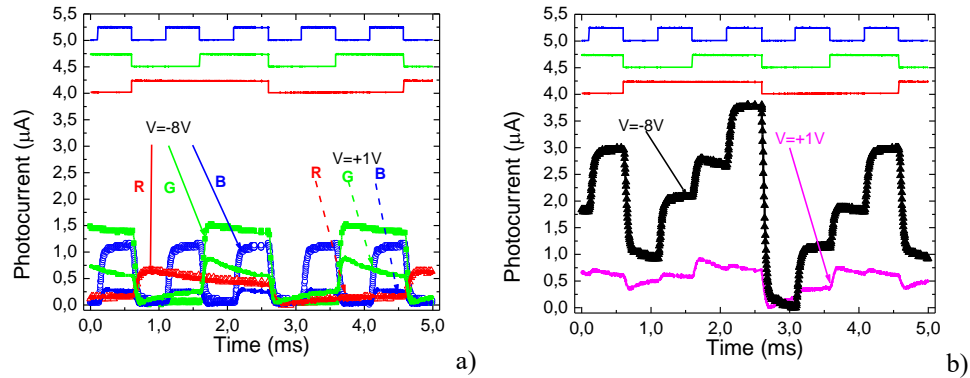 5,5
5,0
4,5
4,0
3,5
3,0
2,5
2,0
1,5
1,0
0,5
0,0
Photocurrent (μA)
V=-8V
V=+1V
R
G
B
R
G
B
0,0 1,0 2,0 3,0 4,0 5,0
Time (ms)
a)
5,5
5,0
4,5
4,0
3,5
3,0
2,5
2,0
1,5
1,0
0,5
0,0
Photocurrent (μA)
V=-8V
V=+1V
0,0 1,0 2,0 3,0 4,0 5,0
Time (ms)
b)